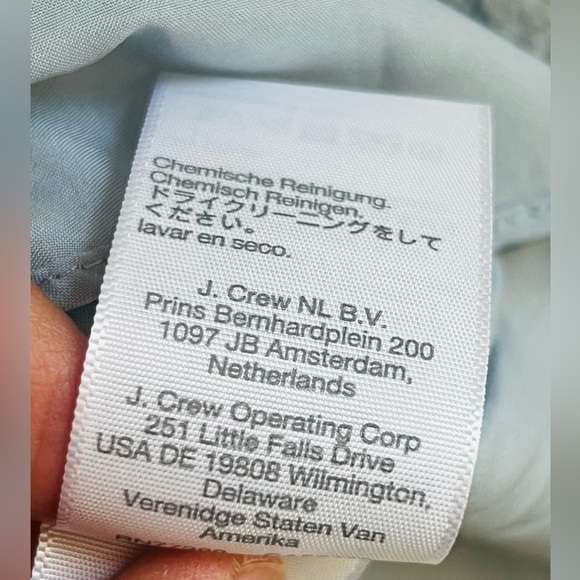 Chemische Reinigung.
Chemisch Reinigen.
ドライクリーニングをして
ください。
lavar en seco.
J. Crew NL B.V.
Prins Bernhardplein 200
1097 JB Amsterdam,
Netherlands
J. Crew Operating Corp
251 Little Falls Drive
USA DE 19808 Wilmington,
Delaware
Verenidge Staten Van
Amerika